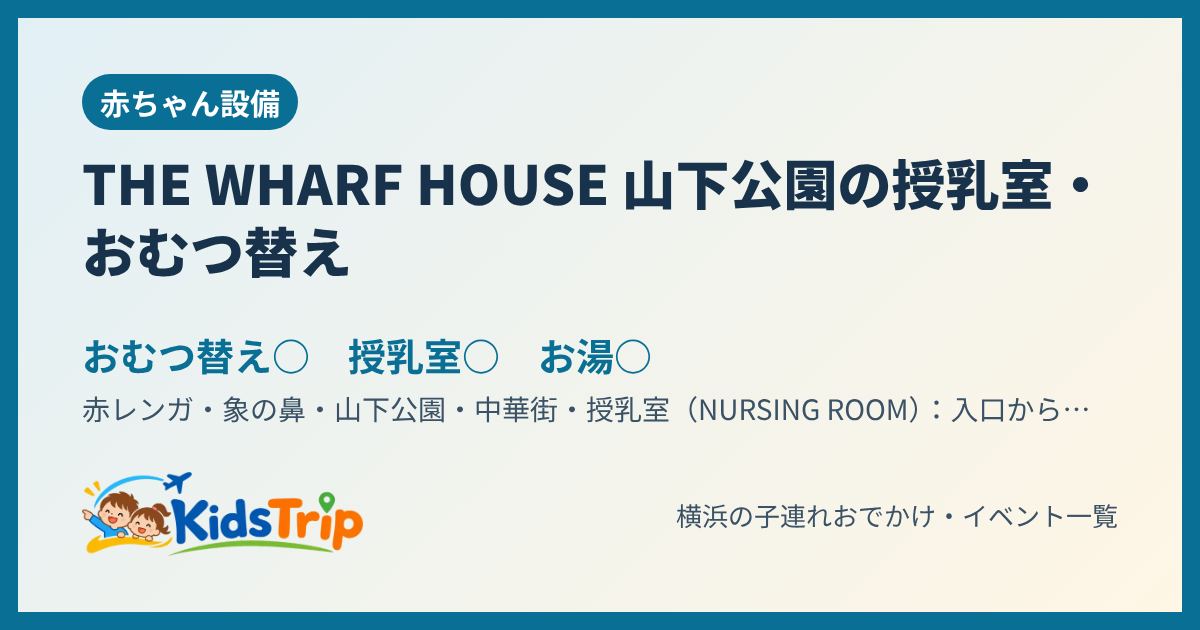 赤ちゃん設備
THE WHARF HOUSE 山下公園の授乳室・
おむつ替え
おむつ替え○　授乳室○　お湯○
赤レンガ・象の鼻・山下公園・中華街・授乳室（NURSING ROOM）：入口から…
KidsTrip
横浜の子連れおでかけ・イベント一覧